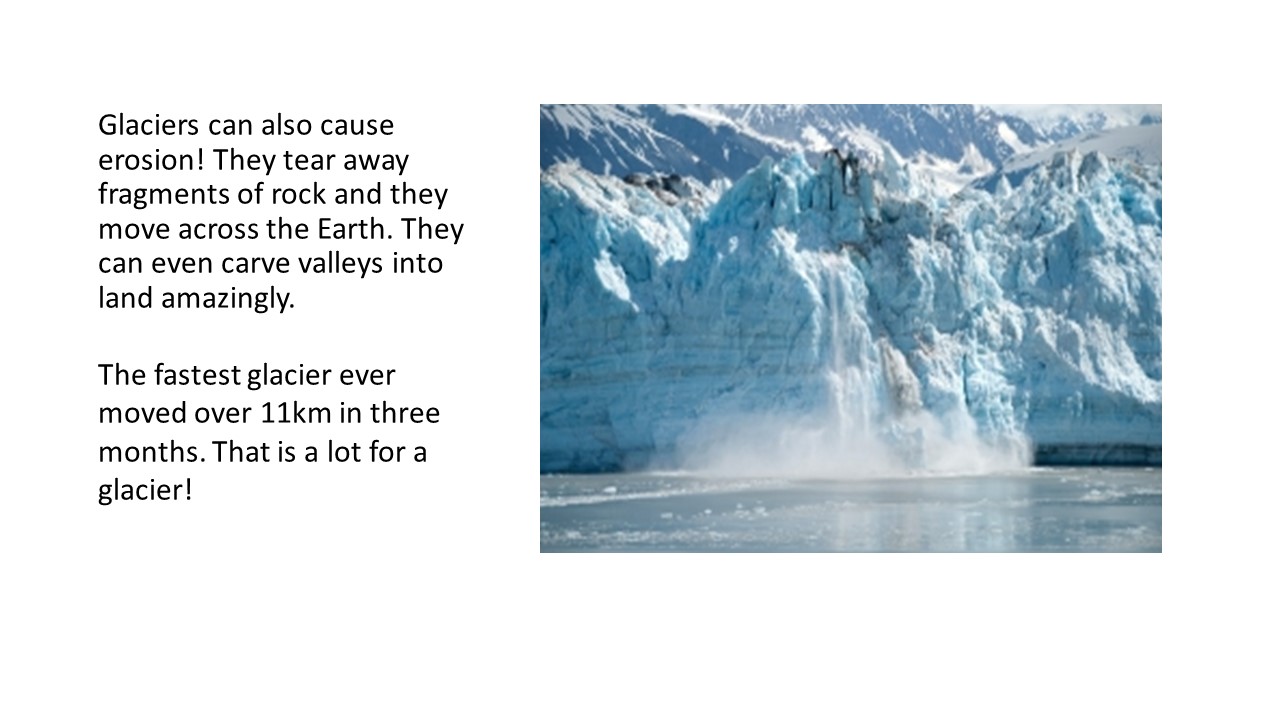 Glaciers can also cause
erosion! They tear away
fragments of rock and they
move across the Earth. They
can even carve valleys into
land amazingly.
The fastest glacier ever
moved over 11km in three
months. That is a lot for a
glacier!